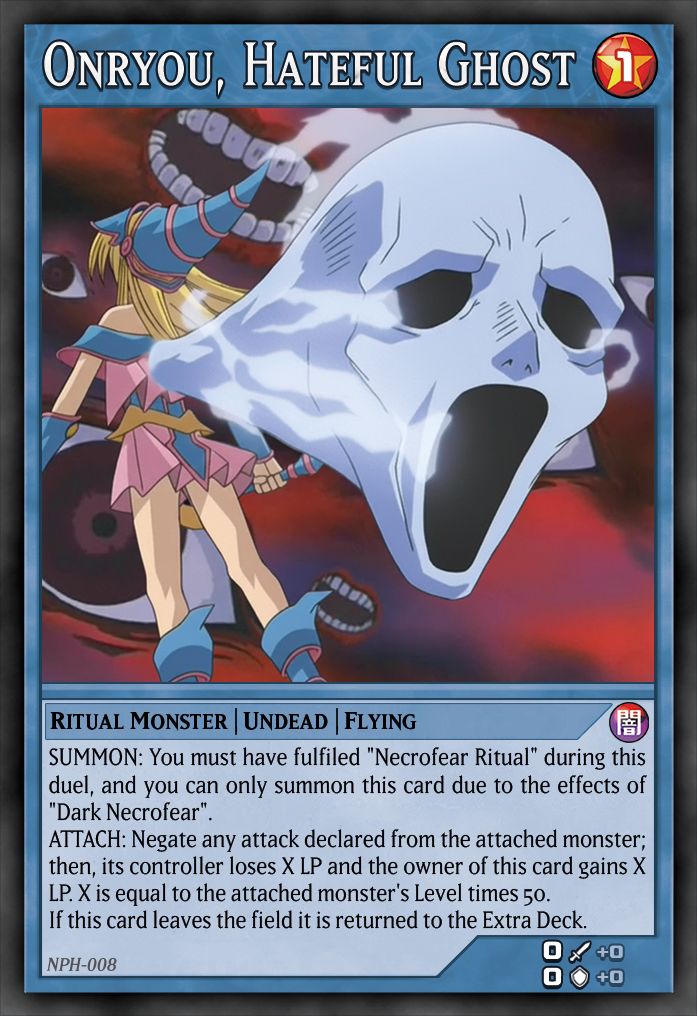 Onryou, Hateful Ghost 1
Ritual Monster | Undead | Flying 闇
SUMMON: You must have fulfiled "Necrofear Ritual" during this
duel, and you can only summon this card due to the effects of
"Dark Necrofear".
ATTACH: Negate any attack declared from the attached monster;
then, its controller loses X LP and the owner of this card gains X
LP. X is equal to the attached monster's Level times 50.
If this card leaves the field it is returned to the Extra Deck.
NPH-008
0 +0
0 +0